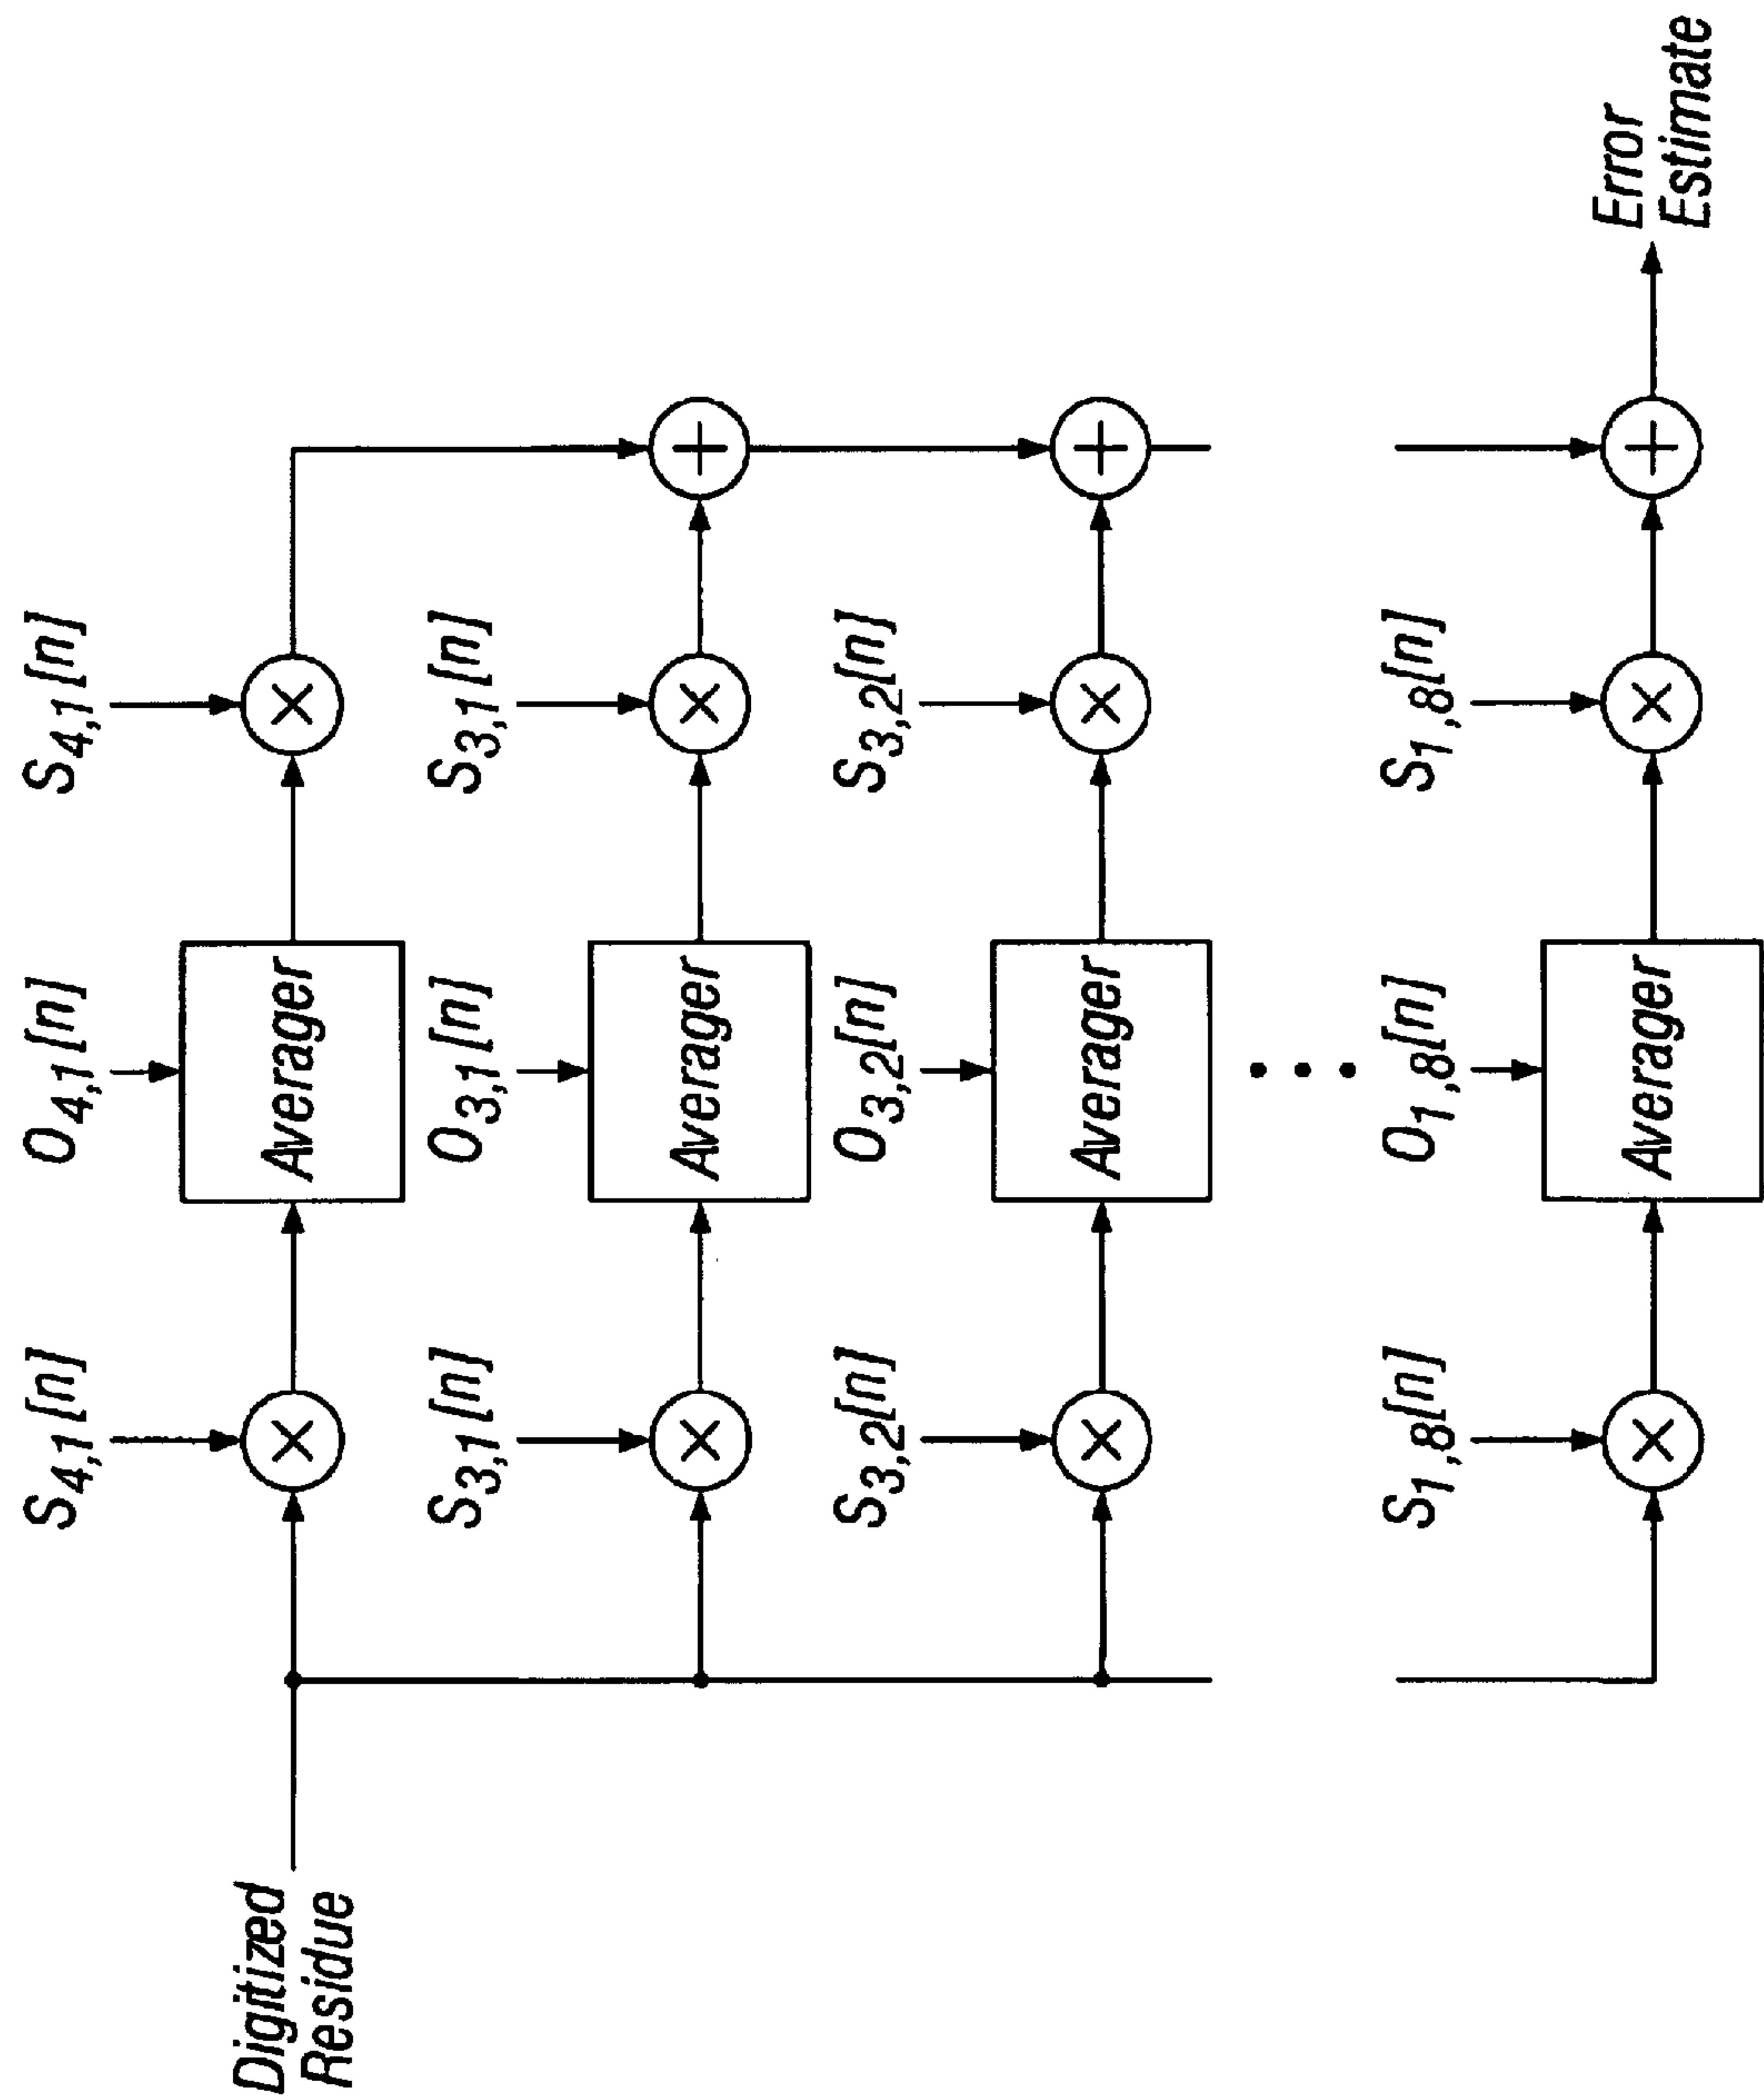 S4,1[n]
O4,1[n]
S4,1[n]
Digitized
Residue
Averager
S3,1[n]
O3,1[n]
S3,1[n]
Averager
S3,2[n]
O3,2[n]
S3,2[n]
Averager
S1,8[n]
O1,8[n]
S1,8[n]
Averager
Error
Estimate